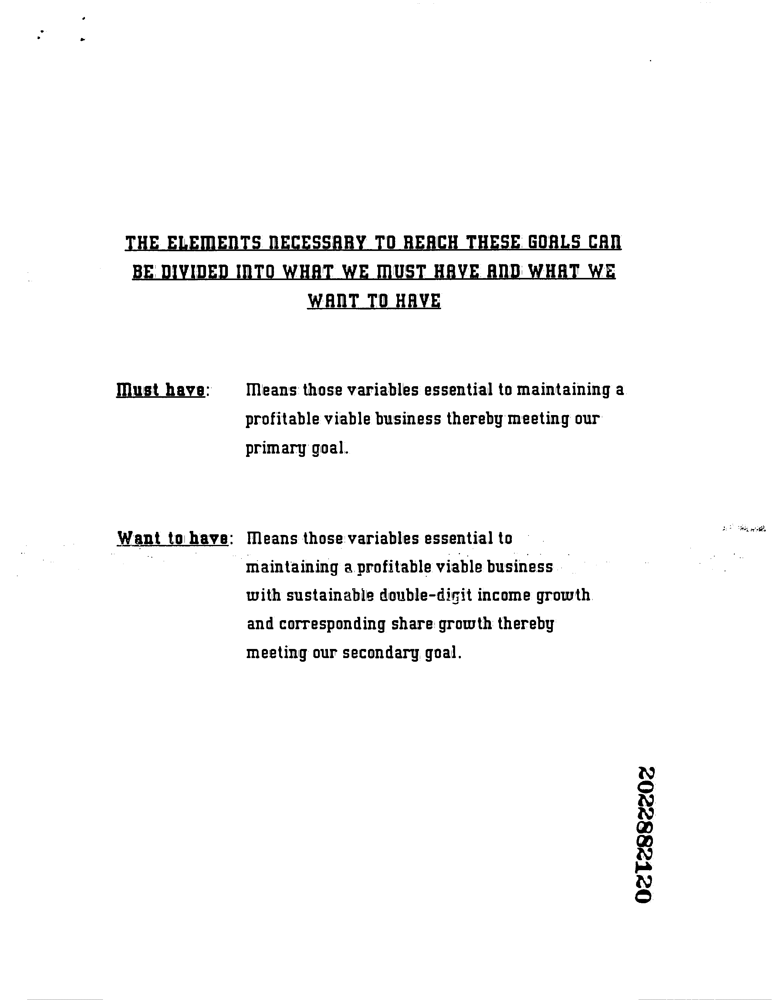 THE ELEMENTS NECESSARY TO REACH THESE GOALS CAN
BE DIVIDED INTO WHAT WE MUST HAVE AND WHAT WE
WANT TO HAVE
Must have: Means those variables essential to maintaining a
profitable viable business thereby meeting our
primary goal.
Want to have: Means those variables essential to
maintaining a profitable viable business
with sustainable double-digit income growth
and corresponding share growth thereby
meeting our secondary goal.
2022882120